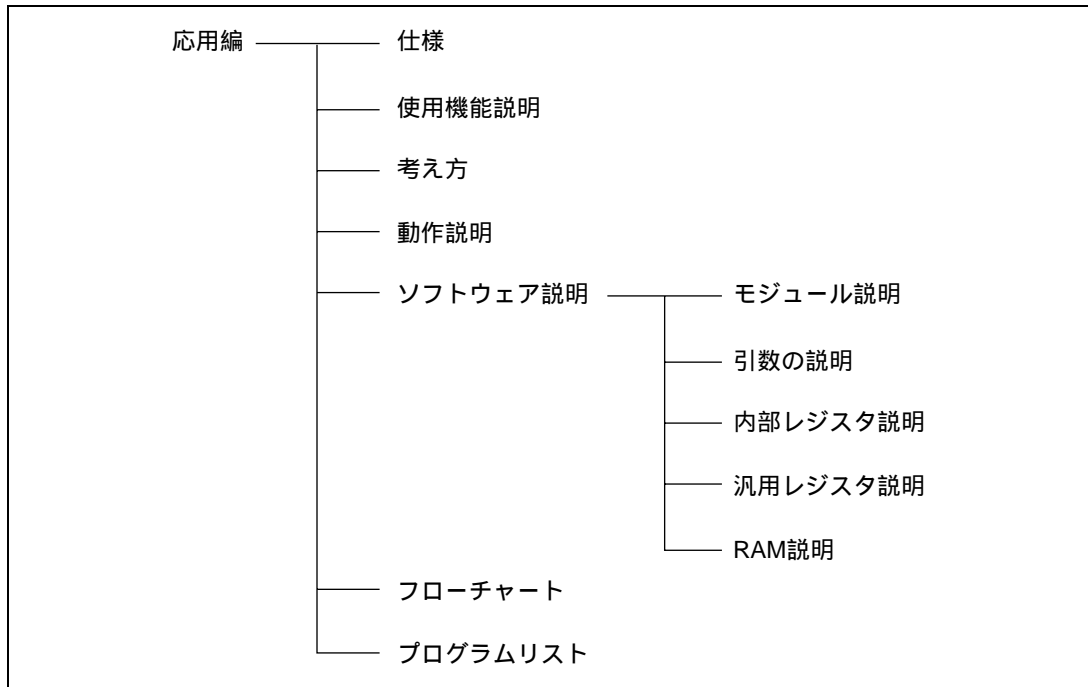 応用編 仕様
使用機能説明
考え方
動作説明
ソフトウェア説明 モジュール説明
引数の説明
内部レジスタ説明
汎用レジスタ説明
RAM説明
フローチャート
プログラムリスト